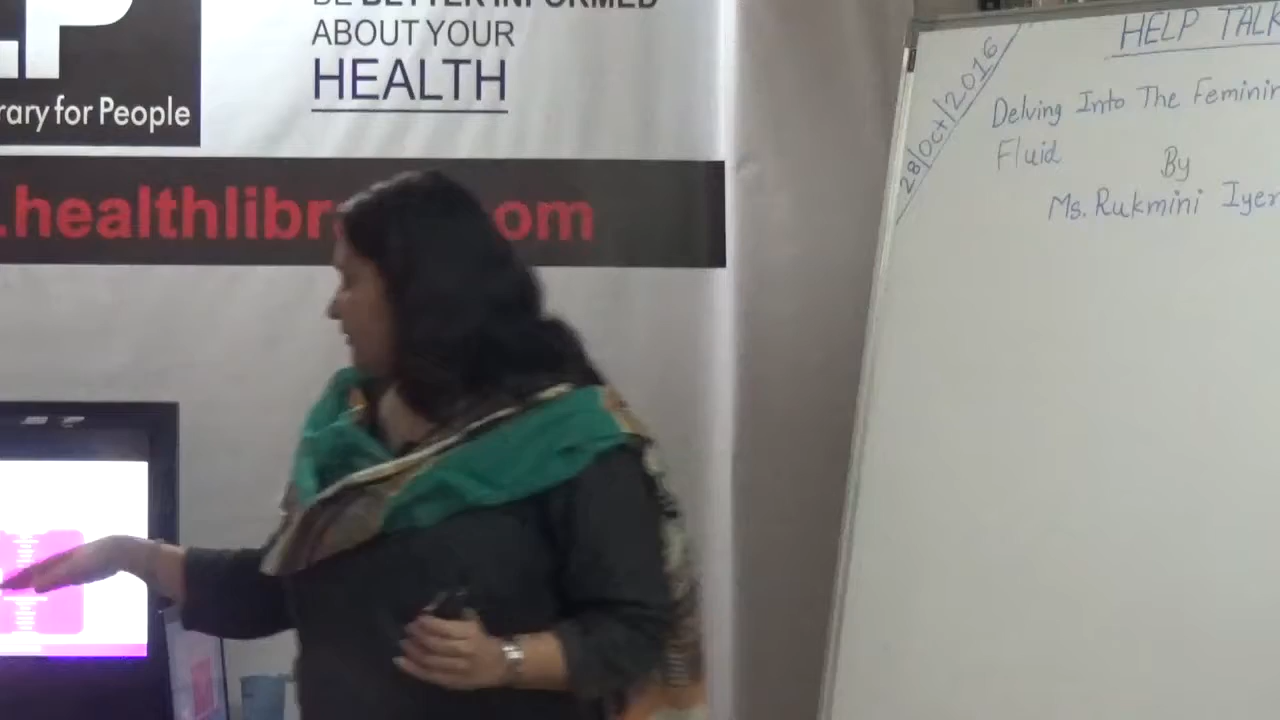 BE BETTER INFORMED
ABOUT YOUR
HEALTH
rary for People
.healthlibr om
28/Oct/2016
HELP TALK
Delving Into The Feminin
Fluid
By
Ms. Rukmini Iyer